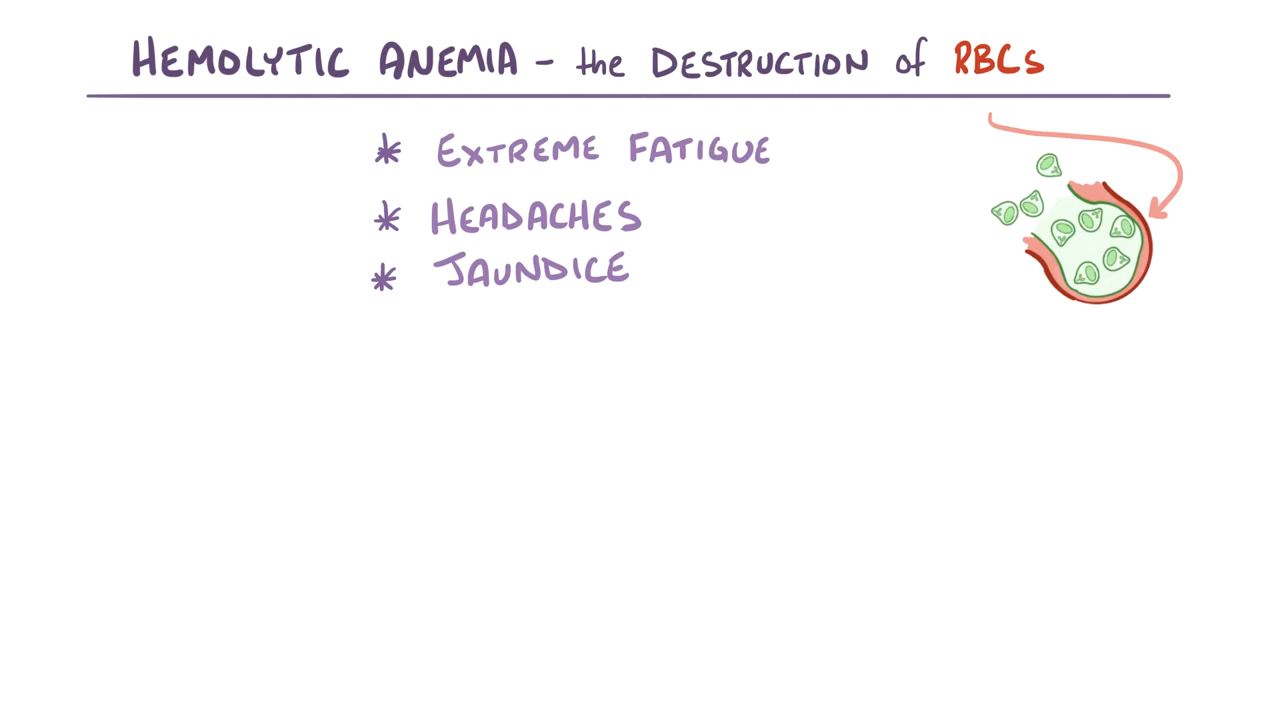 HEMOLYTIC ANEMIA - the DESTRUCTION of RBCs
* EXTREME FATIGUE
* HEADACHES
* JAUNDICE